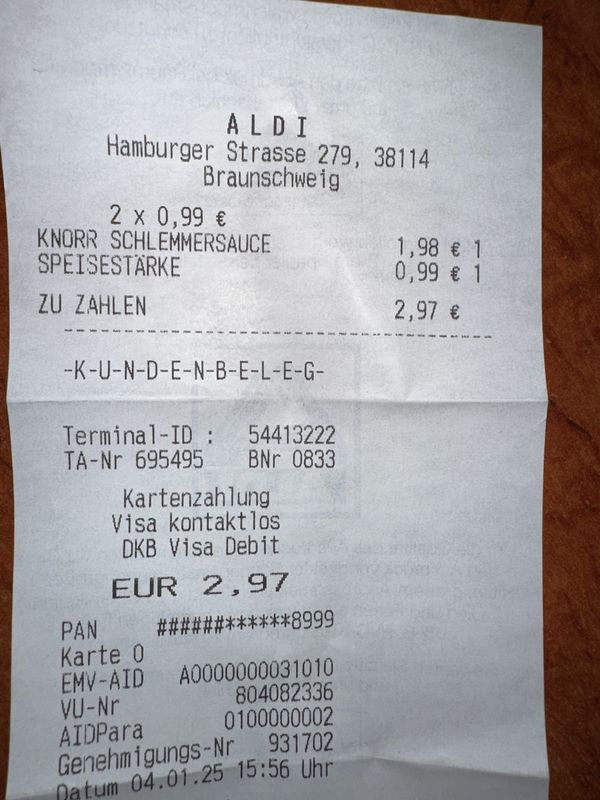 ALDI
Hamburger Strasse 279, 38114
Braunschweig
2 x 0,99 €
KNORR SCHLEMMERSAUCE 1,98 € 1
SPEISESTÄRKE 0,99 € 1
ZU ZAHLEN 2,97 €
-K-U-N-D-E-N-B-E-L-E-G-
Terminal-ID : 54413222
TA-Nr 695495 BNr 0833
Kartenzahlung
Visa kontaktlos
DKB Visa Debit
EUR 2,97
PAN ######******8999
Karte 0
EMV-AID A0000000031010
VU-Nr 804082336
AIDPara 0100000002
Genehmigungs-Nr 931702
Datum 04.01.25 15:56 Uhr